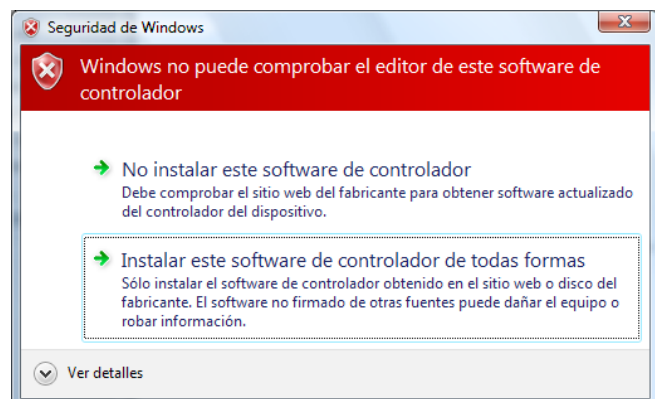 Seguridad de Windows
Windows no puede comprobar el editor de este software de
controlador
No instalar este software de controlador
Debe comprobar el sitio web del fabricante para obtener software actualizado
del controlador del dispositivo.
Instalar este software de controlador de todas formas
Sólo instalar el software de controlador obtenido en el sitio web o disco del
fabricante. El software no firmado de otras fuentes puede dañar el equipo o
robar información.
Ver detalles